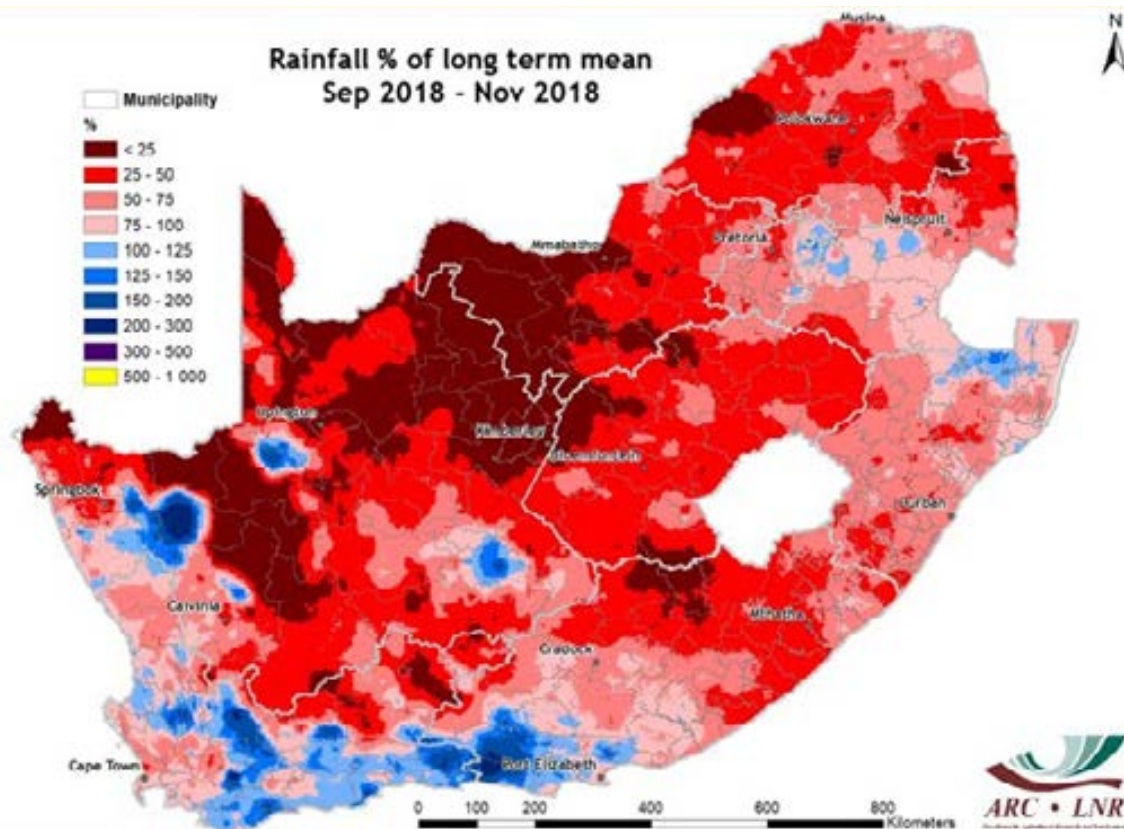 Rainfall % of long term mean
Sep 2018 - Nov 2018
N
Municipality
%
< 25
25 - 50
50 - 75
75 - 100
100 - 125
125 - 150
150 - 200
200 - 300
300 - 500
500 - 1 000
Musina
Polokwane
Nelspruit
Pretoria
Mmabatho
Upington
Kimberley
Bloemfontein
Springbok
Durban
Calvinia
Mthatha
Cradock
Cape Town
Port Elizabeth
0 100 200 400 600 800
Kilometers
ARC • LNR